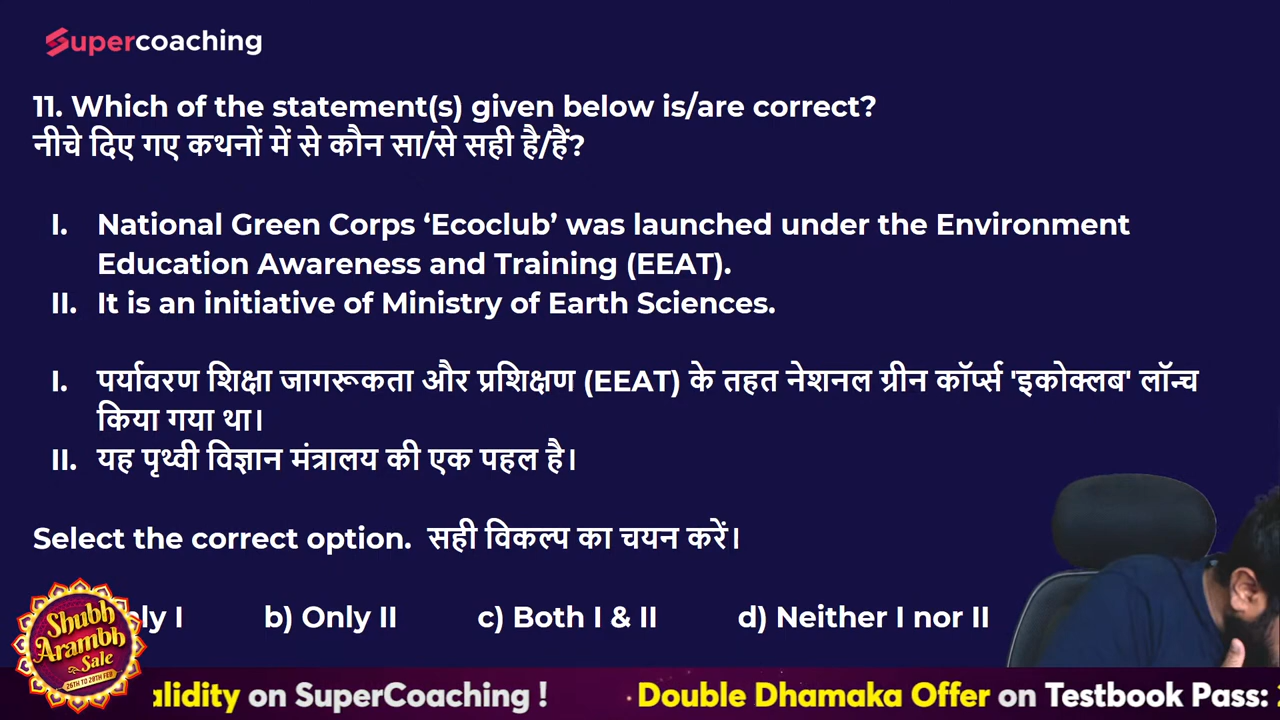 Supercoaching
11. Which of the statement(s) given below is/are correct?
नीचे दिए गए कथनों में से कौन सा/से सही है/हैं?
I. National Green Corps ‘Ecoclub’ was launched under the Environment
Education Awareness and Training (EEAT).
II. It is an initiative of Ministry of Earth Sciences.
I. पर्यावरण शिक्षा जागरूकता और प्रशिक्षण (EEAT) के तहत नेशनल ग्रीन कॉर्प्स 'इकोक्लब' लॉन्च
किया गया था।
II. यह पृथ्वी विज्ञान मंत्रालय की एक पहल है।
Select the correct option. सही विकल्प का चयन करें।
I b) Only II c) Both I & II d) Neither I nor II
Shubh
Arambh
Sale
26TH TO 28TH FEB
on SuperCoaching ! Double Dhamaka Offer on Testbook Pass: